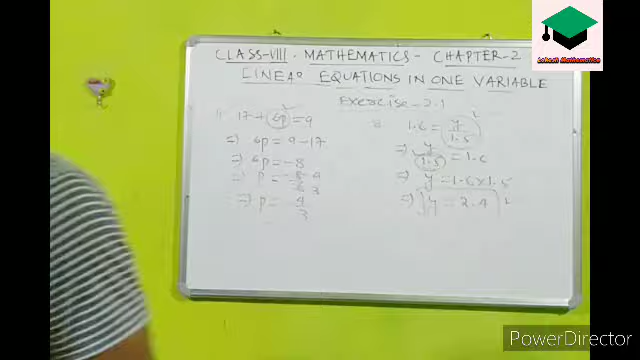 CLASS-VIII MATHEMATICS - CHAPTER-2
LINEAR EQUATIONS IN ONE VARIABLE
Exercise-2.1
17 + 6p = 9
=> 6p = 9 - 17
=> 6p = -8
=> p = -8 4
6 3
=> p = -4
3
1.6 = y
1.5
=> y
1.5 = 1.6
=> y = 1.6 x 1.5
=> y = 2.4
Lokesh Mathematics
PowerDirector